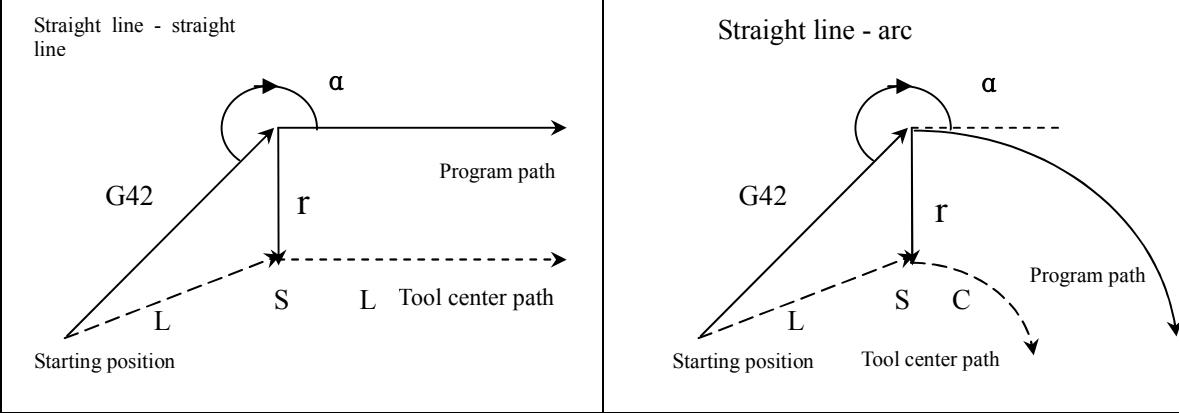 Straight line - straight
line
α
G42
Program path
r
S
L
Tool center path
L
Starting position
Straight line - arc
α
G42
r
Program path
S
C
L
Starting position
Tool center path